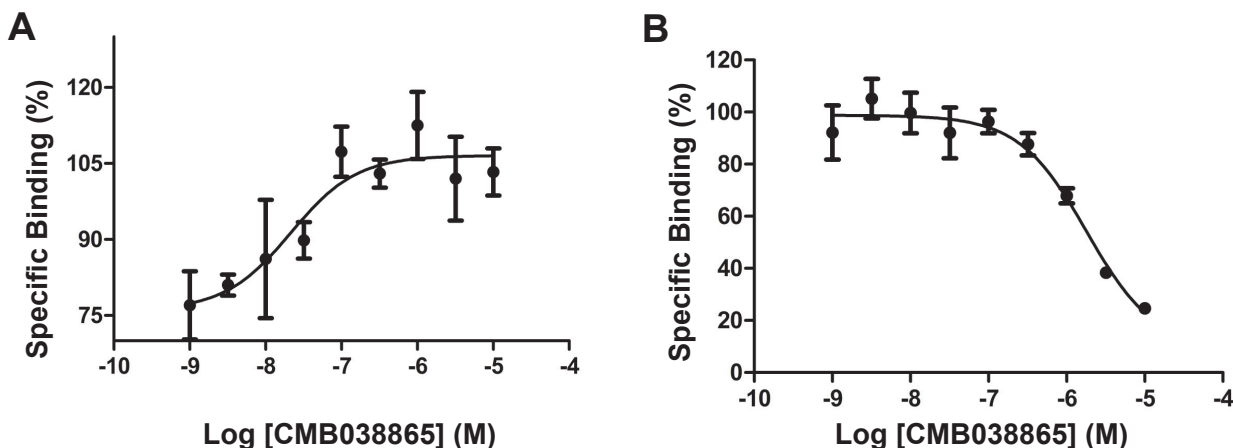 A
Specific Binding (%)
120
105
90
75
-10 -9 -8 -7 -6 -5 -4
Log [CMB038865] (M)
B
Specific Binding (%)
120
100
80
60
40
20
0
-10 -9 -8 -7 -6 -5 -4
Log [CMB038865] (M)